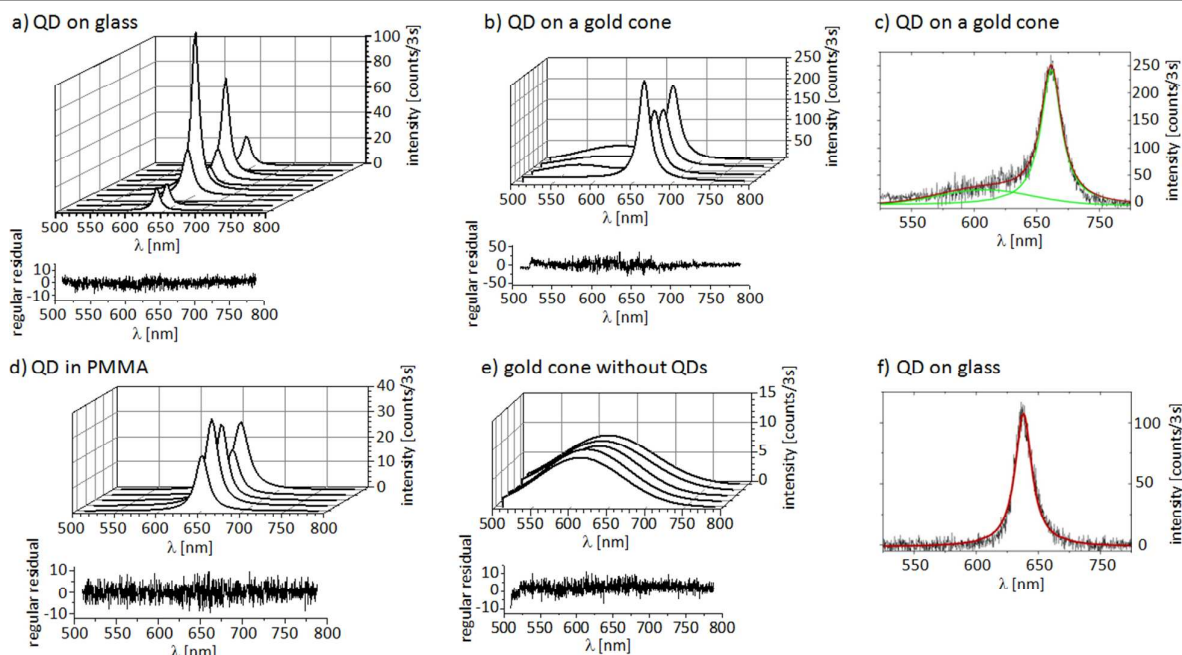 a) QD on glass
100
80
60
40
20
0
intensity [counts/3s]
500 550 600 650 700 750 800
λ [nm]
regular residual
10
0
-10
500 550 600 650 700 750 800
λ [nm]
b) QD on a gold cone
250
200
150
100
50
intensity [counts/3s]
500 550 600 650 700 750 800
λ [nm]
regular residual
50
0
-50
500 550 600 650 700 750 800
λ [nm]
c) QD on a gold cone
250
200
150
100
50
0
intensity [counts/3s]
550 600 650 700 750
λ [nm]
d) QD in PMMA
40
30
20
10
0
intensity [counts/3s]
500 550 600 650 700 750 800
λ [nm]
regular residual
10
0
-10
500 550 600 650 700 750 800
λ [nm]
e) gold cone without QDs
15
10
5
0
intensity [counts/3s]
500 550 600 650 700 750 800
λ [nm]
regular residual
10
0
-10
500 550 600 650 700 750 800
λ [nm]
f) QD on glass
100
50
0
intensity [counts/3s]
550 600 650 700 750
λ [nm]